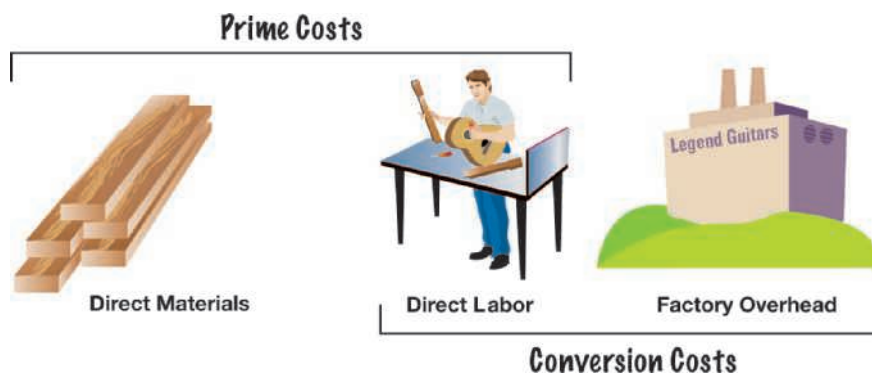 Prime Costs
Legend Guitars
Direct Materials
Direct Labor
Factory Overhead
Conversion Costs